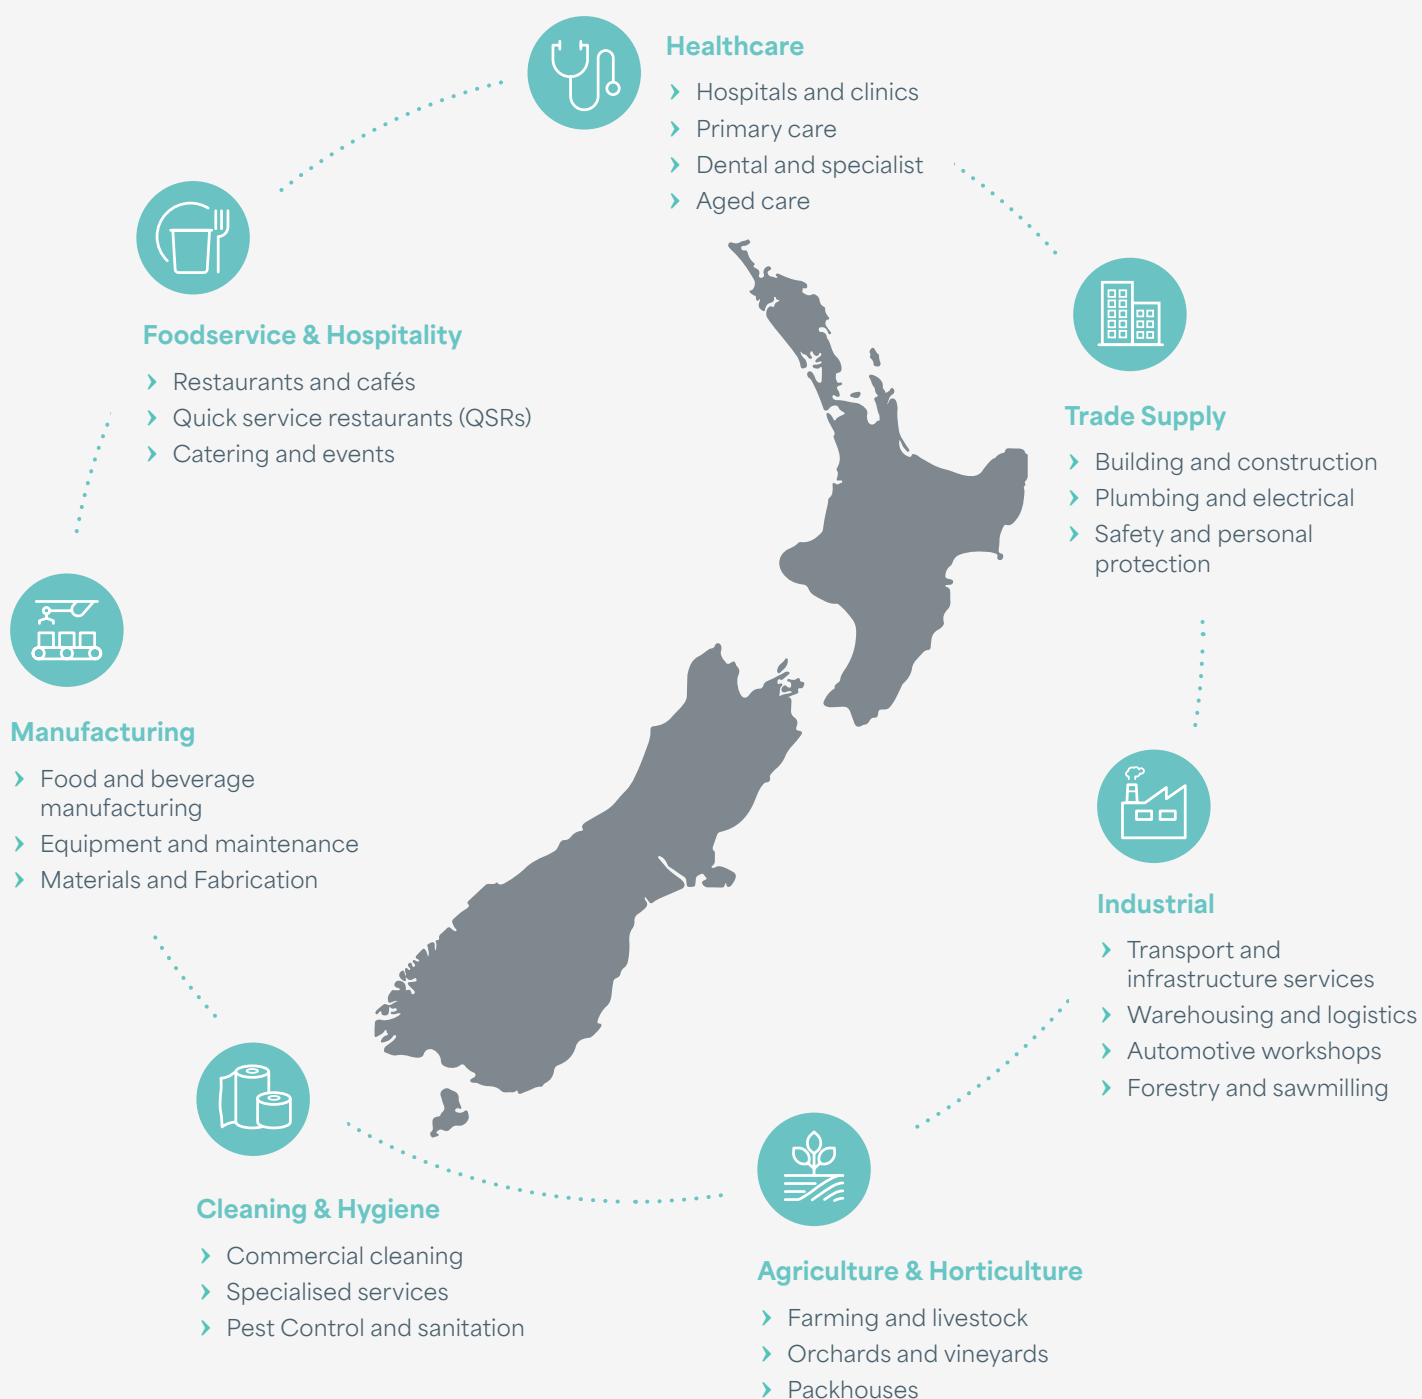 Healthcare
Hospitals and clinics
Primary care
Dental and specialist
Aged care
Trade Supply
Building and construction
Plumbing and electrical
Safety and personal
protection
Industrial
Transport and
infrastructure services
Warehousing and logistics
Automotive workshops
Forestry and sawmilling
Agriculture & Horticulture
Farming and livestock
Orchards and vineyards
Packhouses
Cleaning & Hygiene
Commercial cleaning
Specialised services
Pest Control and sanitation
Manufacturing
Food and beverage
manufacturing
Equipment and maintenance
Materials and Fabrication
Foodservice & Hospitality
Restaurants and cafés
Quick service restaurants (QSRs)
Catering and events